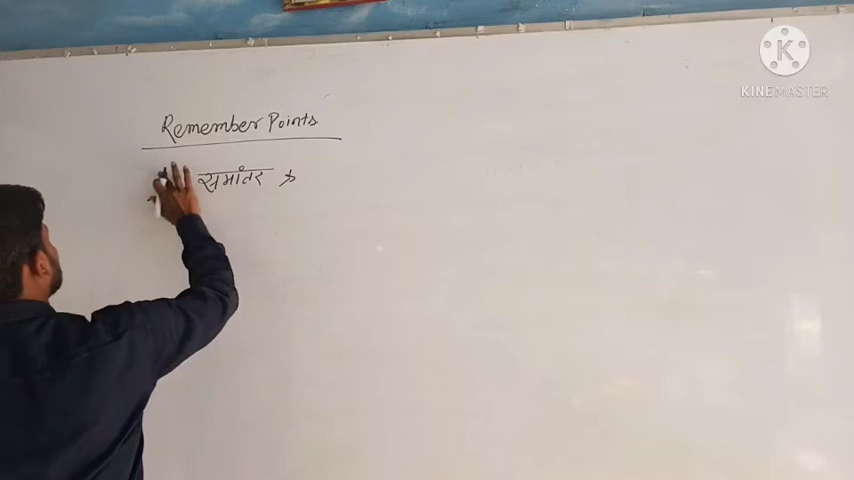 Remember Points
समांतर
K
KINEMASTER